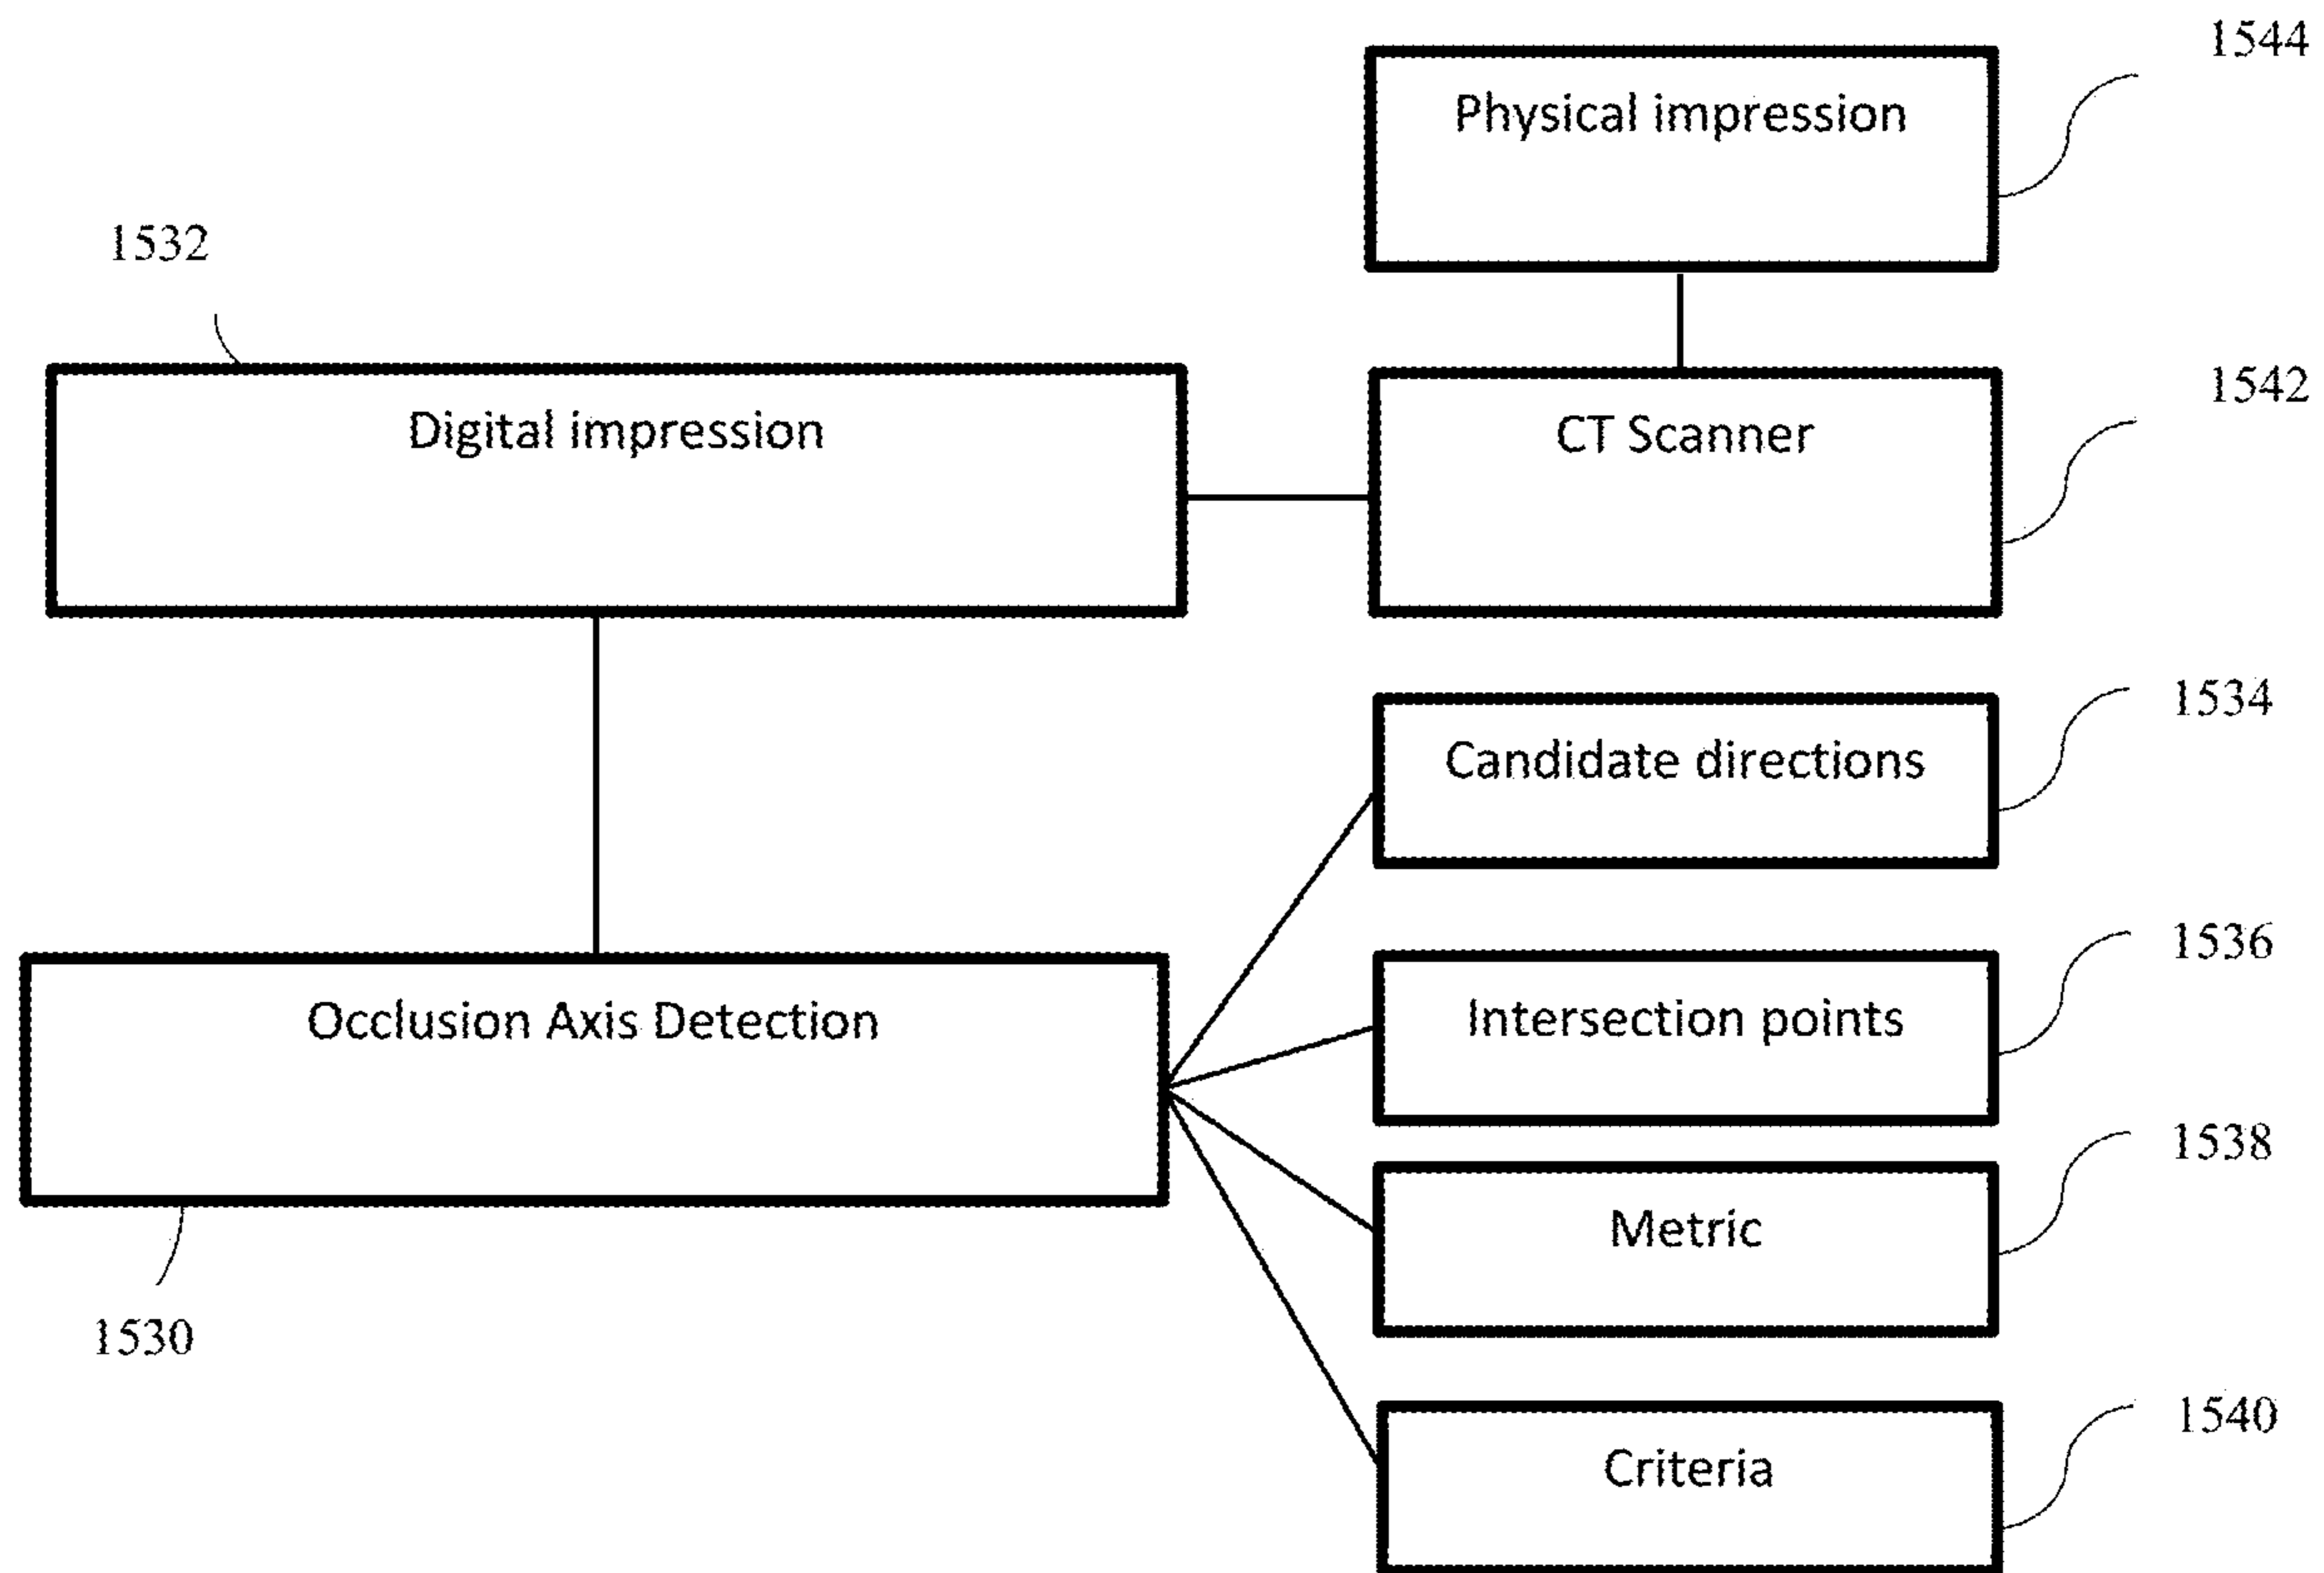 1544
Physical impression
1532
1542
Digital impression
CT Scanner
1534
Candidate directions
1536
Occlusion Axis Detection
Intersection points
1538
Metric
1530
1540
Criteria